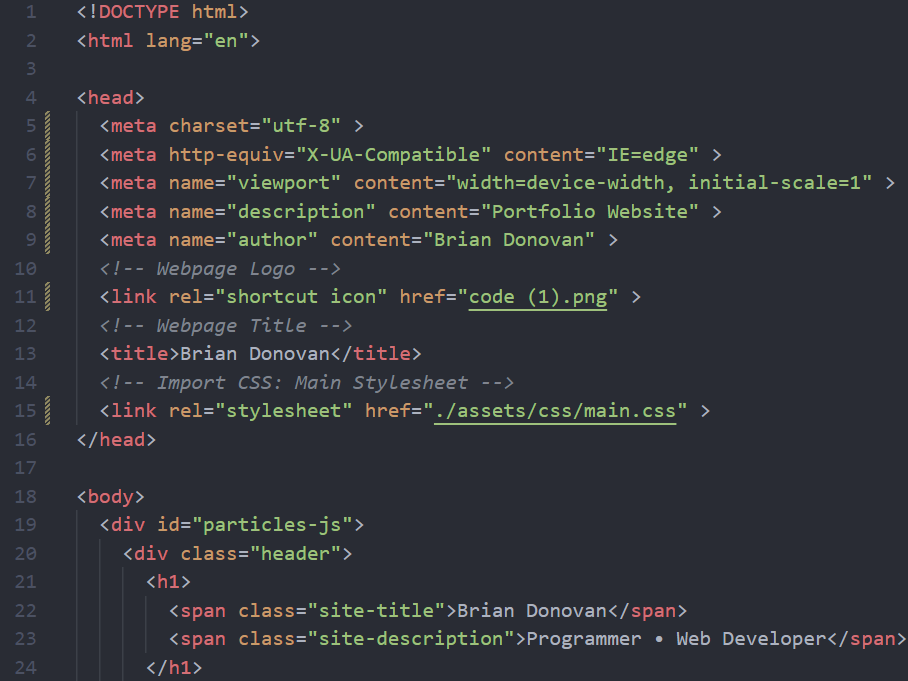 1 <!DOCTYPE html>
2 <html lang="en">
3
4 <head>
5 <meta charset="utf-8" >
6 <meta http-equiv="X-UA-Compatible" content="IE=edge" >
7 <meta name="viewport" content="width=device-width, initial-scale=1" >
8 <meta name="description" content="Portfolio Website" >
9 <meta name="author" content="Brian Donovan" >
10 <!-- Webpage Logo -->
11 <link rel="shortcut icon" href="code (1).png" >
12 <!-- Webpage Title -->
13 <title>Brian Donovan</title>
14 <!-- Import CSS: Main Stylesheet -->
15 <link rel="stylesheet" href="./assets/css/main.css" >
16 </head>
17
18 <body>
19 <div id="particles-js">
20 <div class="header">
21 <h1>
22 <span class="site-title">Brian Donovan</span>
23 <span class="site-description">Programmer • Web Developer</span>
24 </h1>